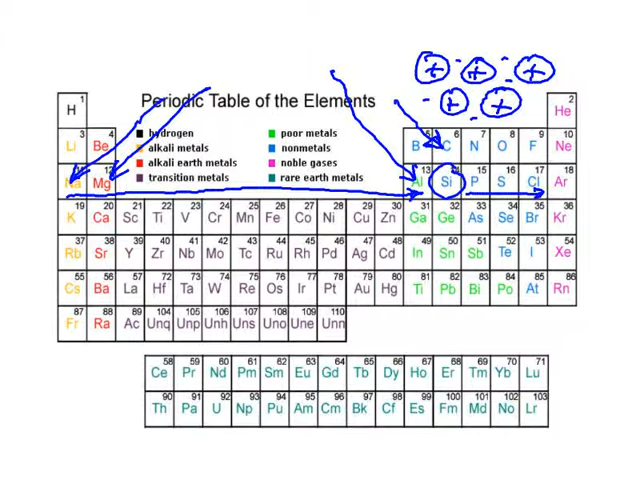 + - + - +
- + - +
Periodic Table of the Elements
1 2
H He
hydrogen poor metals
alkali metals nonmetals
alkali earth metals noble gases
transition metals rare earth metals
3 4 5 6 7 8 9 10
Li Be B C N O F Ne
12 13 14 15 16 17 18
Na Mg Al Si P S Cl Ar
19 20 21 22 23 24 25 26 27 28 29 30 31 32 33 34 35 36
K Ca Sc Ti V Cr Mn Fe Co Ni Cu Zn Ga Ge As Se Br Kr
37 38 39 40 41 42 43 44 45 46 47 48 49 50 51 52 53 54
Rb Sr Y Zr Nb Mo Tc Ru Rh Pd Ag Cd In Sn Sb Te I Xe
55 56 57 72 73 74 75 76 77 78 79 80 81 82 83 84 85 86
Cs Ba La Hf Ta W Re Os Ir Pt Au Hg Ti Pb Bi Po At Rn
87 88 89 104 105 106 107 108 109 110
Fr Ra Ac Unq Unp Unh Uns Uno Une Unn
58 59 60 61 62 63 64 65 66 67 68 69 70 71
Ce Pr Nd Pm Sm Eu Gd Tb Dy Ho Er Tm Yb Lu
90 91 92 93 94 95 96 97 98 99 100 101 102 103
Th Pa U Np Pu Am Cm Bk Cf Es Fm Md No Lr